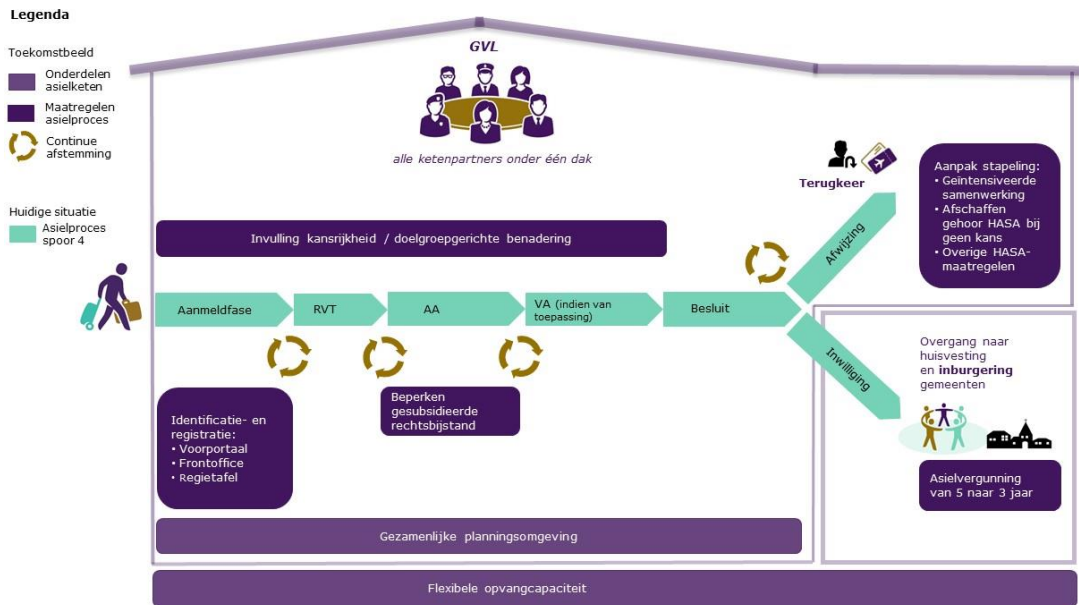 Legenda
Toekomstbeeld
Onderdelen
asielketen
Maatregelen
asielproces
Continue
afstemming
Huidige situatie
Asielproces
spoor 4
GVL
alle ketenpartners onder één dak
Invulling kansrijkheid / doelgroepgerichte benadering
Aanmeldfase
RVT
AA
VA (indien van
toepassing)
Besluit
Afwijzing
Inwilliging
Terugkeer
Aanpak stapeling:
• Geïntensiveerde
samenwerking
• Afschaffen
gehoor HASA bij
geen kans
• Overige HASA-
maatregelen
Identificatie- en
registratie:
• Voorportaal
• Frontoffice
• Regietafel
Beperken
gesubsidieerde
rechtsbijstand
Overgang naar
huisvesting
en inburgering
gemeenten
Asielvergunning
van 5 naar 3 jaar
Gezamenlijke planningsomgeving
Flexibele opvangcapaciteit